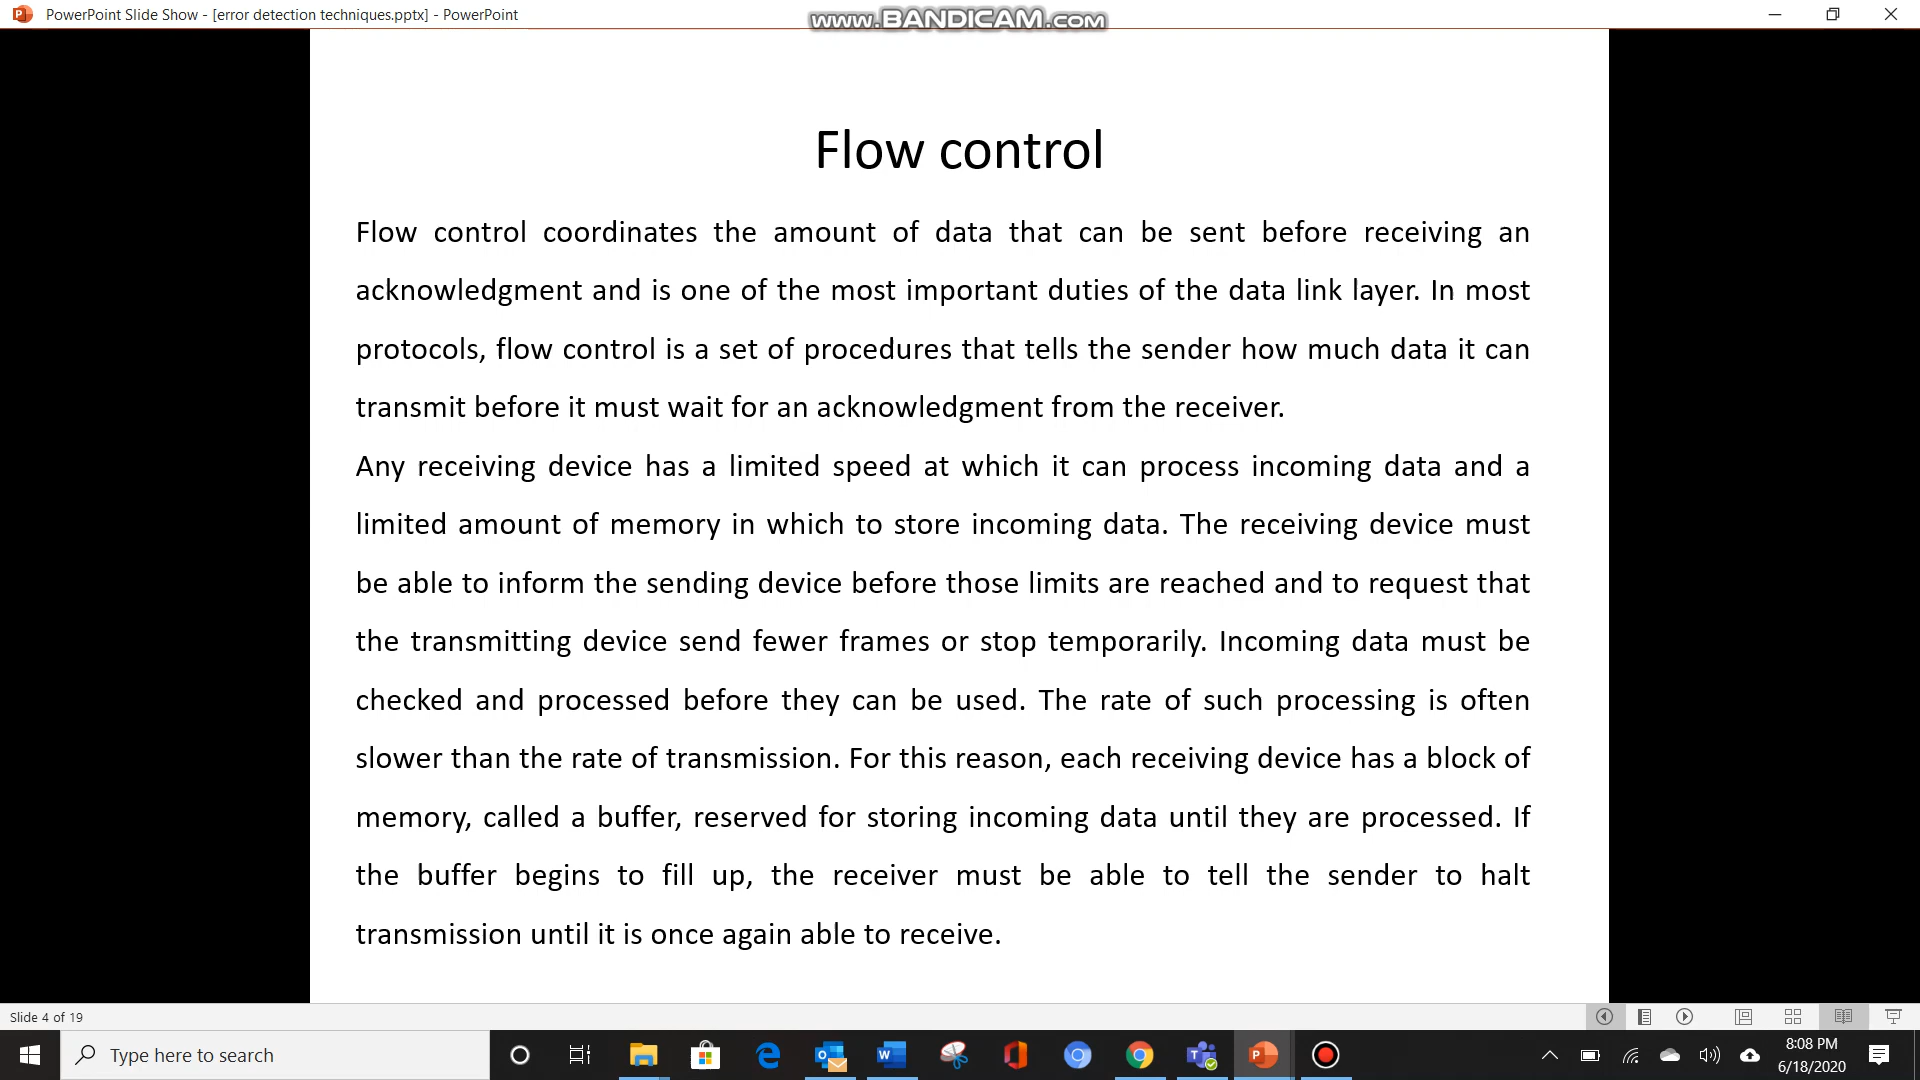 PowerPoint Slide Show - [error detection techniques.pptx] - PowerPoint
www.BANDICAM.com
Flow control
Flow control coordinates the amount of data that can be sent before receiving an
acknowledgment and is one of the most important duties of the data link layer. In most
protocols, flow control is a set of procedures that tells the sender how much data it can
transmit before it must wait for an acknowledgment from the receiver.
Any receiving device has a limited speed at which it can process incoming data and a
limited amount of memory in which to store incoming data. The receiving device must
be able to inform the sending device before those limits are reached and to request that
the transmitting device send fewer frames or stop temporarily. Incoming data must be
checked and processed before they can be used. The rate of such processing is often
slower than the rate of transmission. For this reason, each receiving device has a block of
memory, called a buffer, reserved for storing incoming data until they are processed. If
the buffer begins to fill up, the receiver must be able to tell the sender to halt
transmission until it is once again able to receive.
Slide 4 of 19
Type here to search
8:08 PM
6/18/2020